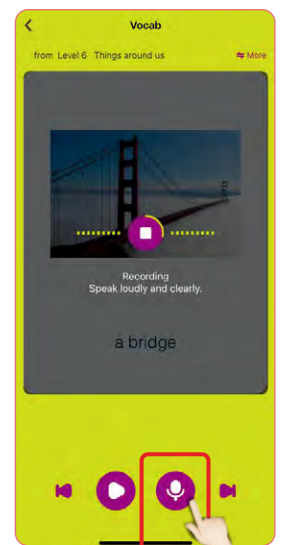 Vocab
from Level 6 Things around us
More
Recording
Speak loudly and clearly.
a bridge